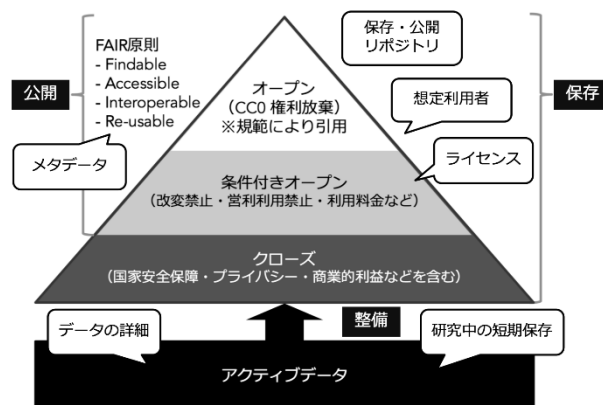 FAIR原則
- Findable
- Accessible
- Interoperable
- Re-usable
公開
メタデータ
オープン
（CC0 権利放棄）
※規範により引用
保存・公開
リポジトリ
想定利用者
保存
ライセンス
条件付きオープン
（改変禁止・営利利用禁止・利用料金など）
クローズ
（国家安全保障・プライバシー・商業的利益などを含む）
データの詳細
整備
研究中の短期保存
アクティブデータ